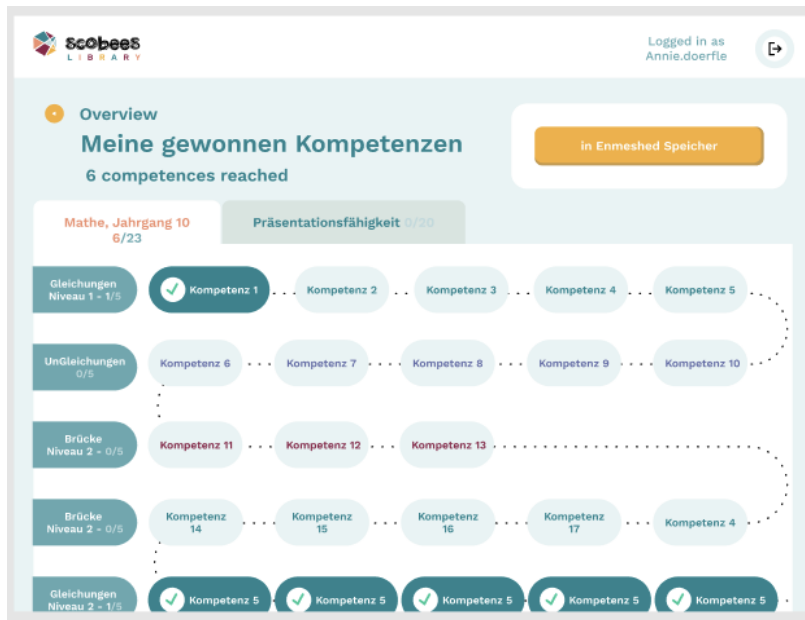 scobees
LIBRARY
Logged in as
Annie.doerfle
Overview
Meine gewonnen Kompetenzen
6 competences reached
in Enmeshed Speicher
Mathe, Jahrgang 10
6/23
Präsentationsfähigkeit 0/20
Gleichungen
Niveau 1 - 1/5
Kompetenz 1
Kompetenz 2
Kompetenz 3
Kompetenz 4
Kompetenz 5
UnGleichungen
0/5
Kompetenz 6
Kompetenz 7
Kompetenz 8
Kompetenz 9
Kompetenz 10
Brücke
Niveau 2 - 0/5
Kompetenz 11
Kompetenz 12
Kompetenz 13
Brücke
Niveau 2 - 0/5
Kompetenz
14
Kompetenz
15
Kompetenz
16
Kompetenz
17
Kompetenz 4
Gleichungen
Niveau 2 - 1/5
Kompetenz 5
Kompetenz 5
Kompetenz 5
Kompetenz 5
Kompetenz 5